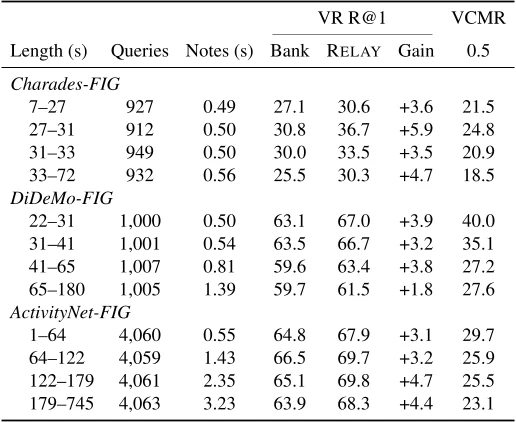 VR R@1 VCMR
Length (s) Queries Notes (s) Bank RELAY Gain 0.5
Charades-FIG
7–27 927 0.49 27.1 30.6 +3.6 21.5
27–31 912 0.50 30.8 36.7 +5.9 24.8
31–33 949 0.50 30.0 33.5 +3.5 20.9
33–72 932 0.56 25.5 30.3 +4.7 18.5
DiDeMo-FIG
22–31 1,000 0.50 63.1 67.0 +3.9 40.0
31–41 1,001 0.54 63.5 66.7 +3.2 35.1
41–65 1,007 0.81 59.6 63.4 +3.8 27.2
65–180 1,005 1.39 59.7 61.5 +1.8 27.6
ActivityNet-FIG
1–64 4,060 0.55 64.8 67.9 +3.1 29.7
64–122 4,059 1.43 66.5 69.7 +3.2 25.9
122–179 4,061 2.35 65.1 69.8 +4.7 25.5
179–745 4,063 3.23 63.9 68.3 +4.4 23.1